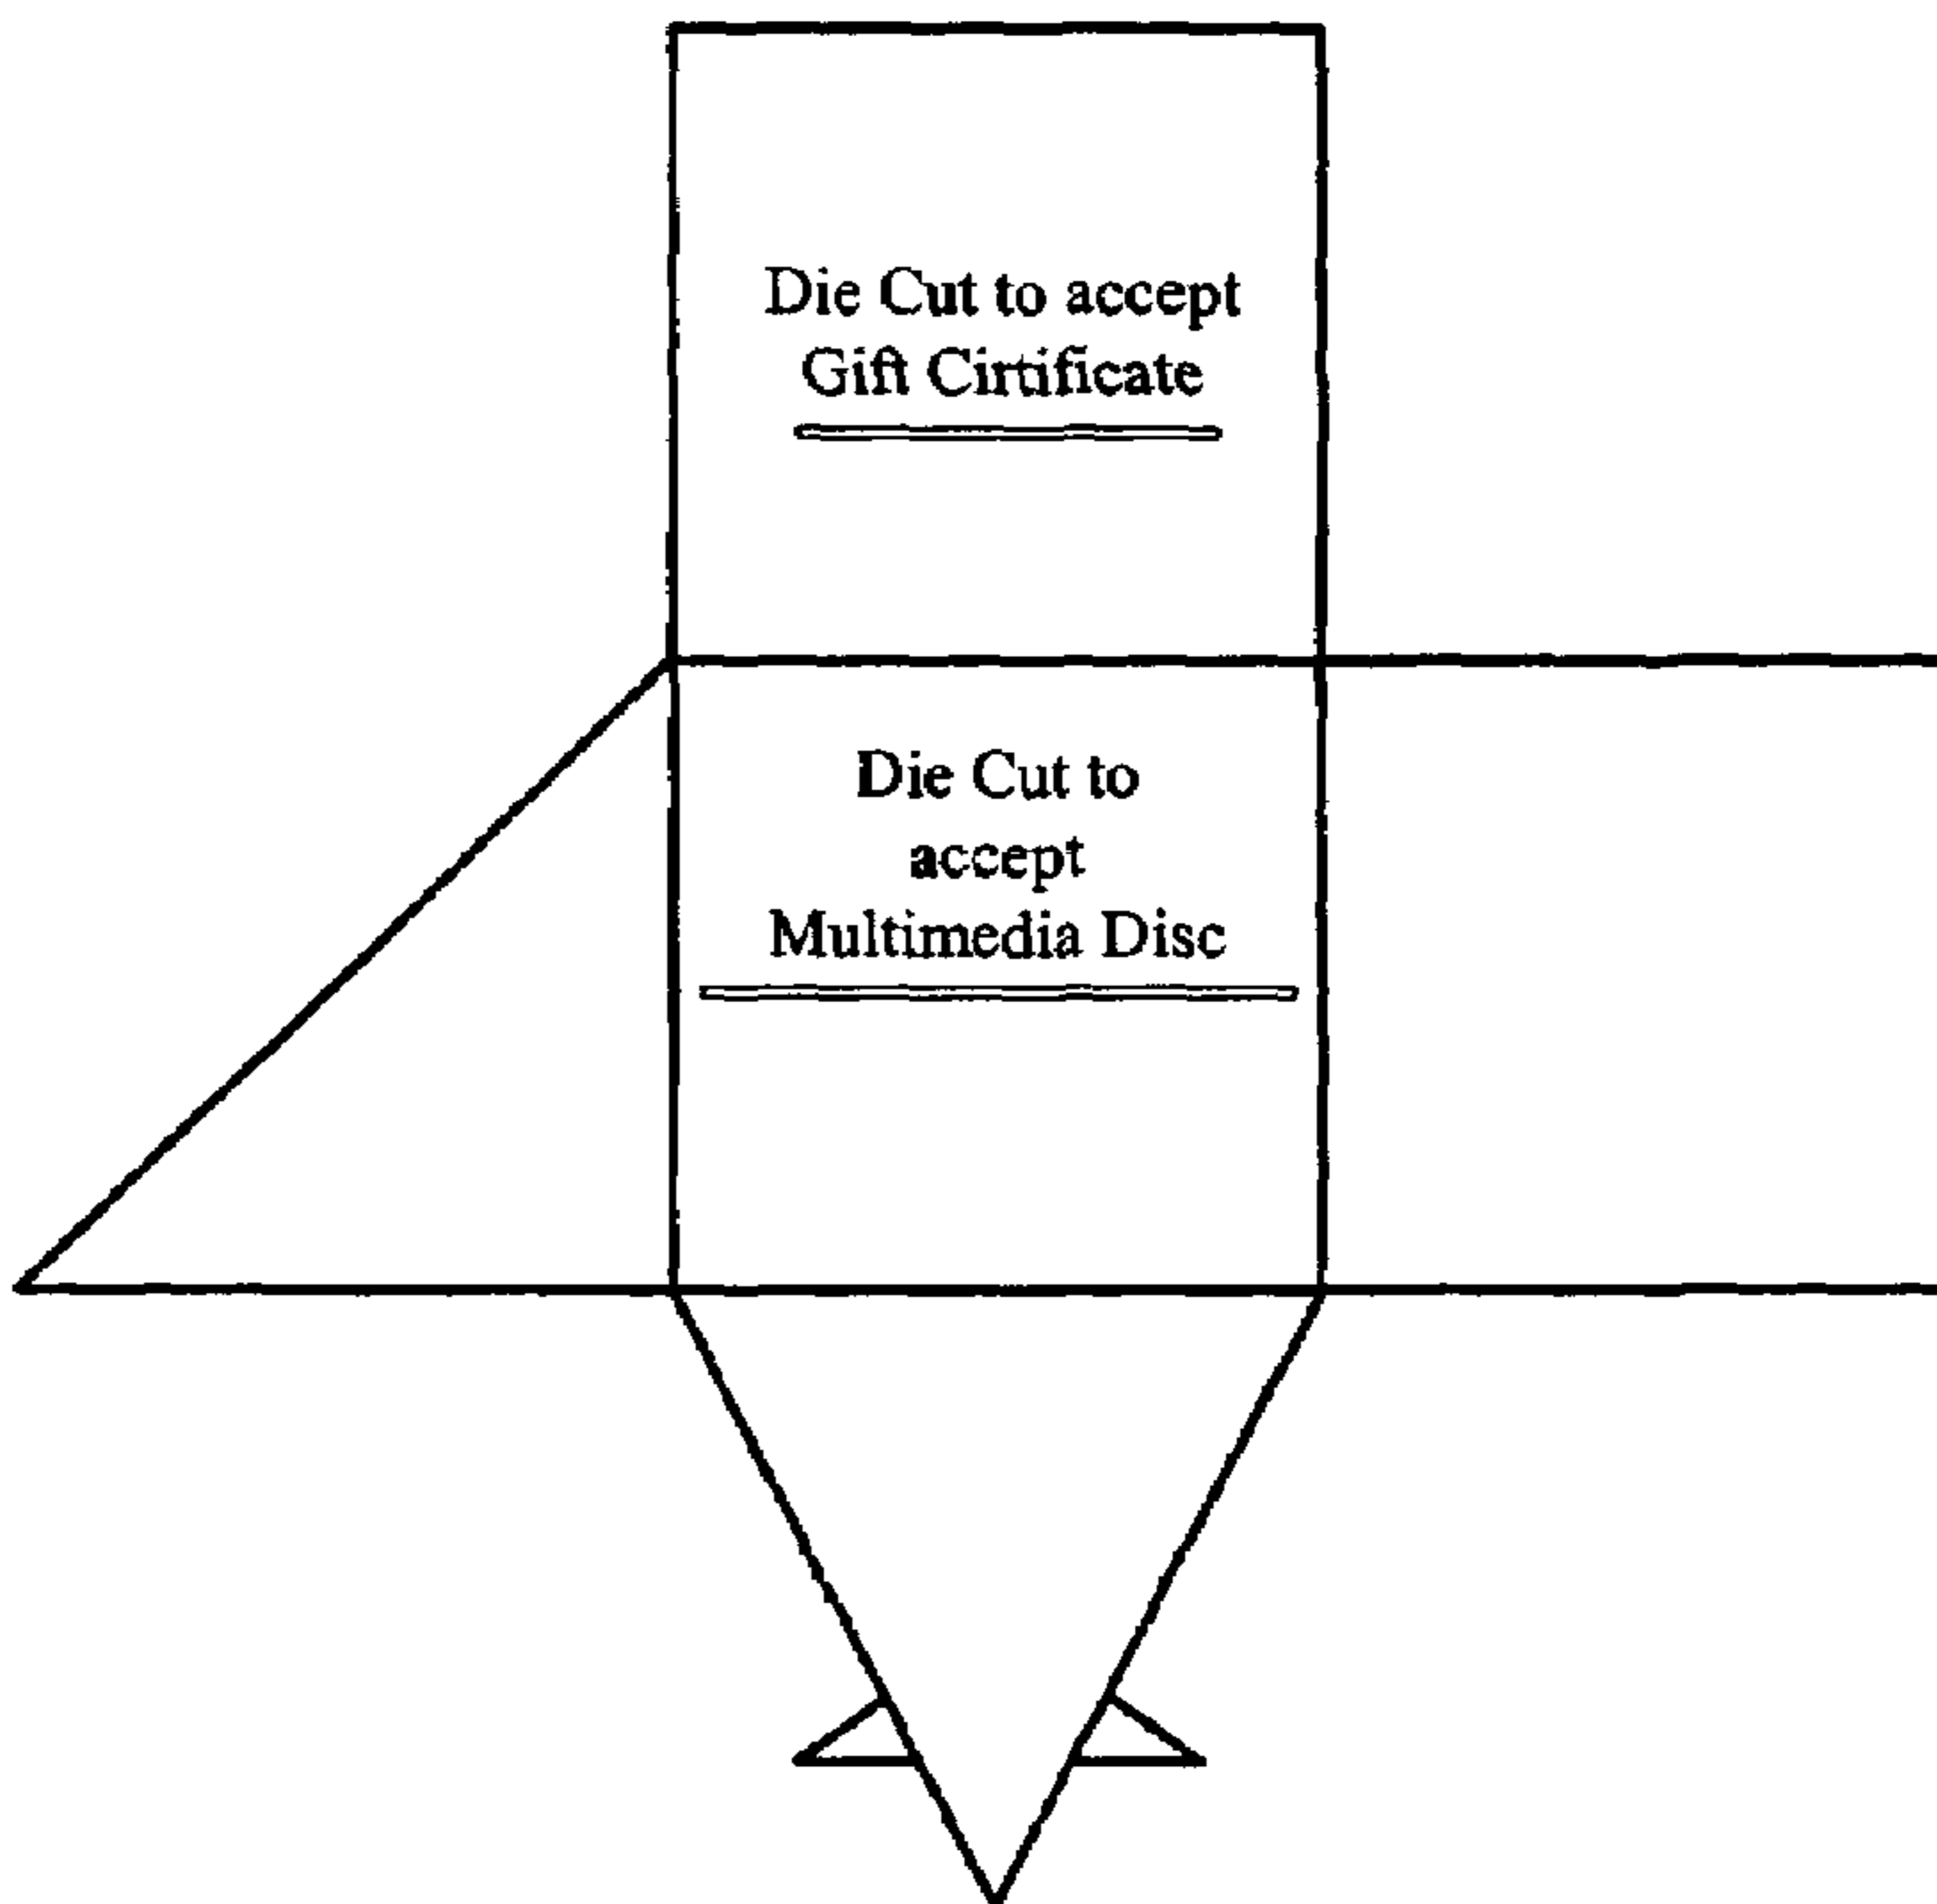 Die Cut to accept
Gift Cirtificate
Die Cut to
accept
Multimedia Disc